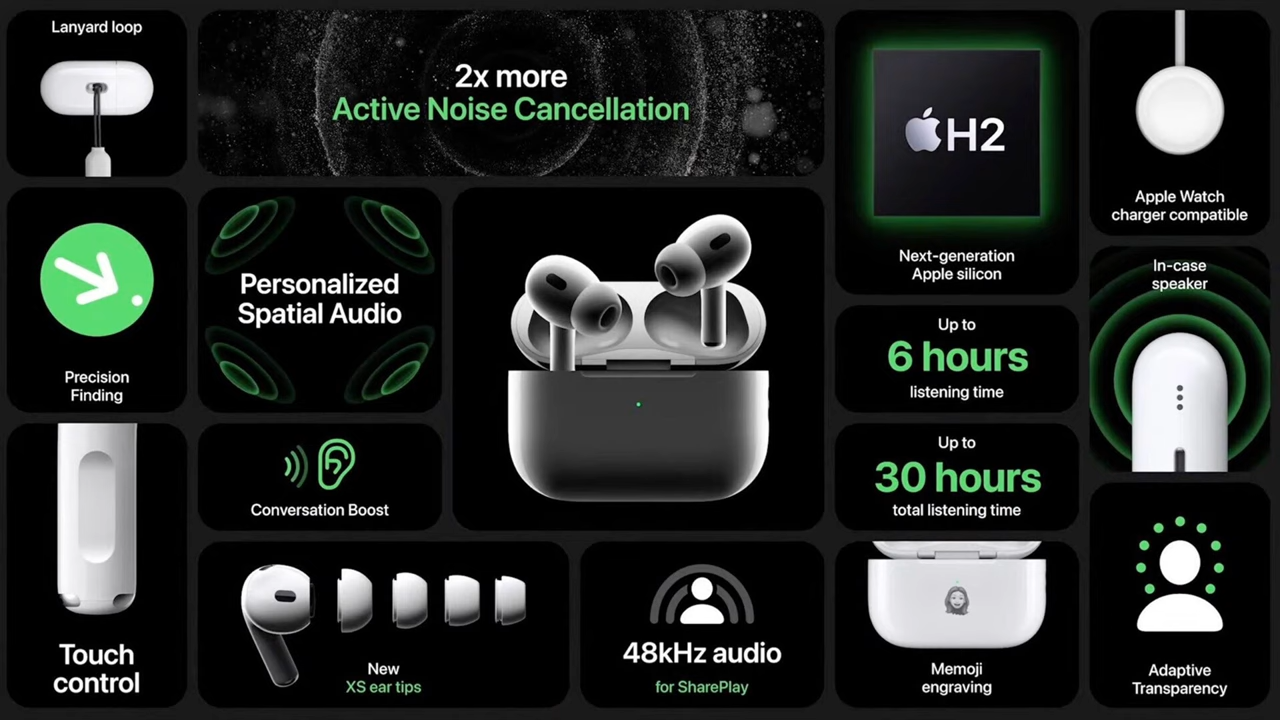 Lanyard loop
2x more
Active Noise Cancellation
H2
Next-generation
Apple silicon
Apple Watch
charger compatible
Precision
Finding
Personalized
Spatial Audio
Up to
6 hours
listening time
In-case
speaker
Touch
control
Conversation Boost
Up to
30 hours
total listening time
New
XS ear tips
48kHz audio
for SharePlay
Memoji
engraving
Adaptive
Transparency